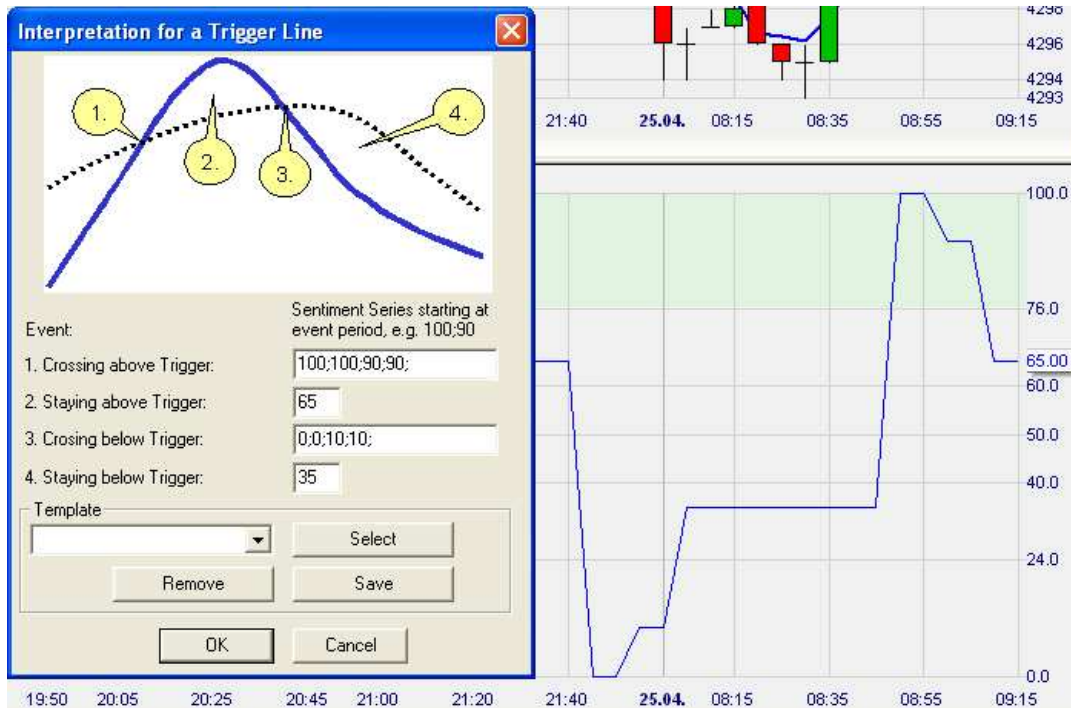 Interpretation for a Trigger Line
1.
2.
3.
4.
Event:
Sentiment Series starting at
event period, e.g. 100;90
1. Crossing above Trigger:
100;100;90;90;
2. Staying above Trigger:
65
3. Crosing below Trigger:
0;0;10;10;
4. Staying below Trigger:
35
Template
Select
Remove
Save
OK
Cancel
4298
4296
4294
4293
21:40 25.04. 08:15 08:35 08:55 09:15
100.0
76.0
65.00
60.0
50.0
40.0
24.0
0.0
19:50 20:05 20:25 20:45 21:00 21:20 21:40 25.04. 08:15 08:35 08:55 09:15